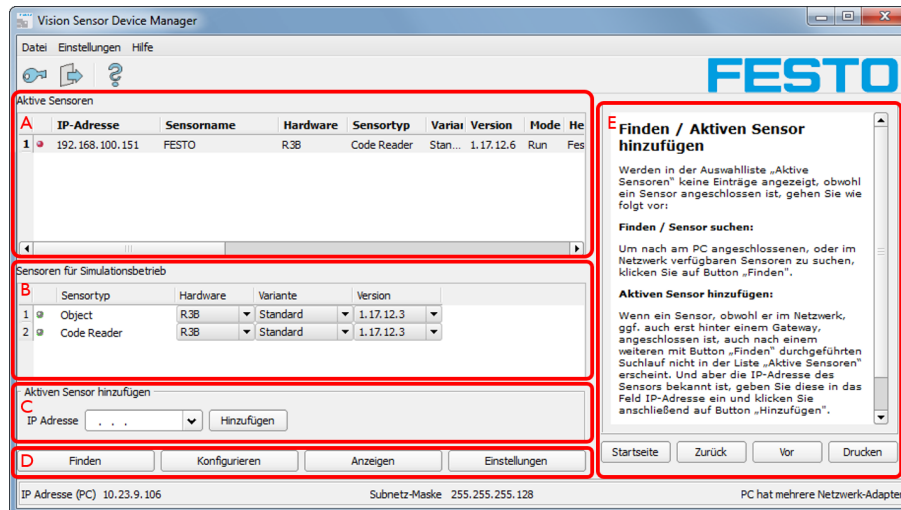 Vision Sensor Device Manager
Datei Einstellungen Hilfe
FESTO
Aktive Sensoren
A IP-Adresse Sensorname Hardware Sensortyp Varia Version Mode He
1 192.168.100.151 FESTO R3B Code Reader Stan... 1.17.12.6 Run Fes
Sensoren für Simulationsbetrieb
B
Sensortyp Hardware Variante Version
1 Object R3B Standard 1.17.12.3
2 Code Reader R3B Standard 1.17.12.3
Aktiven Sensor hinzufügen
C
IP Adresse . . . Hinzufügen
D Finden Konfigurieren Anzeigen Einstellungen
E Finden / Aktiven Sensor
hinzufügen
Werden in der Auswahlliste „Aktive
Sensoren" keine Einträge angezeigt, obwohl
ein Sensor angeschlossen ist, gehen Sie wie
folgt vor:
Finden / Sensor suchen:
Um nach am PC angeschlossenen, oder im
Netzwerk verfügbaren Sensoren zu suchen,
klicken Sie auf Button „Finden".
Aktiven Sensor hinzufügen:
Wenn ein Sensor, obwohl er im Netzwerk,
ggf. auch erst hinter einem Gateway,
angeschlossen ist, auch nach einem
weiteren mit Button „Finden" durchgeführten
Suchlauf nicht in der Liste „Aktive Sensoren"
erscheint. Und aber die IP-Adresse des
Sensors bekannt ist, geben Sie diese in das
Feld IP-Adresse ein und klicken Sie
anschließend auf Button „Hinzufügen".
Startseite Zurück Vor Drucken
IP Adresse (PC) 10.23.9.106 Subnetz-Maske 255.255.255.128 PC hat mehrere Netzwerk-Adapter